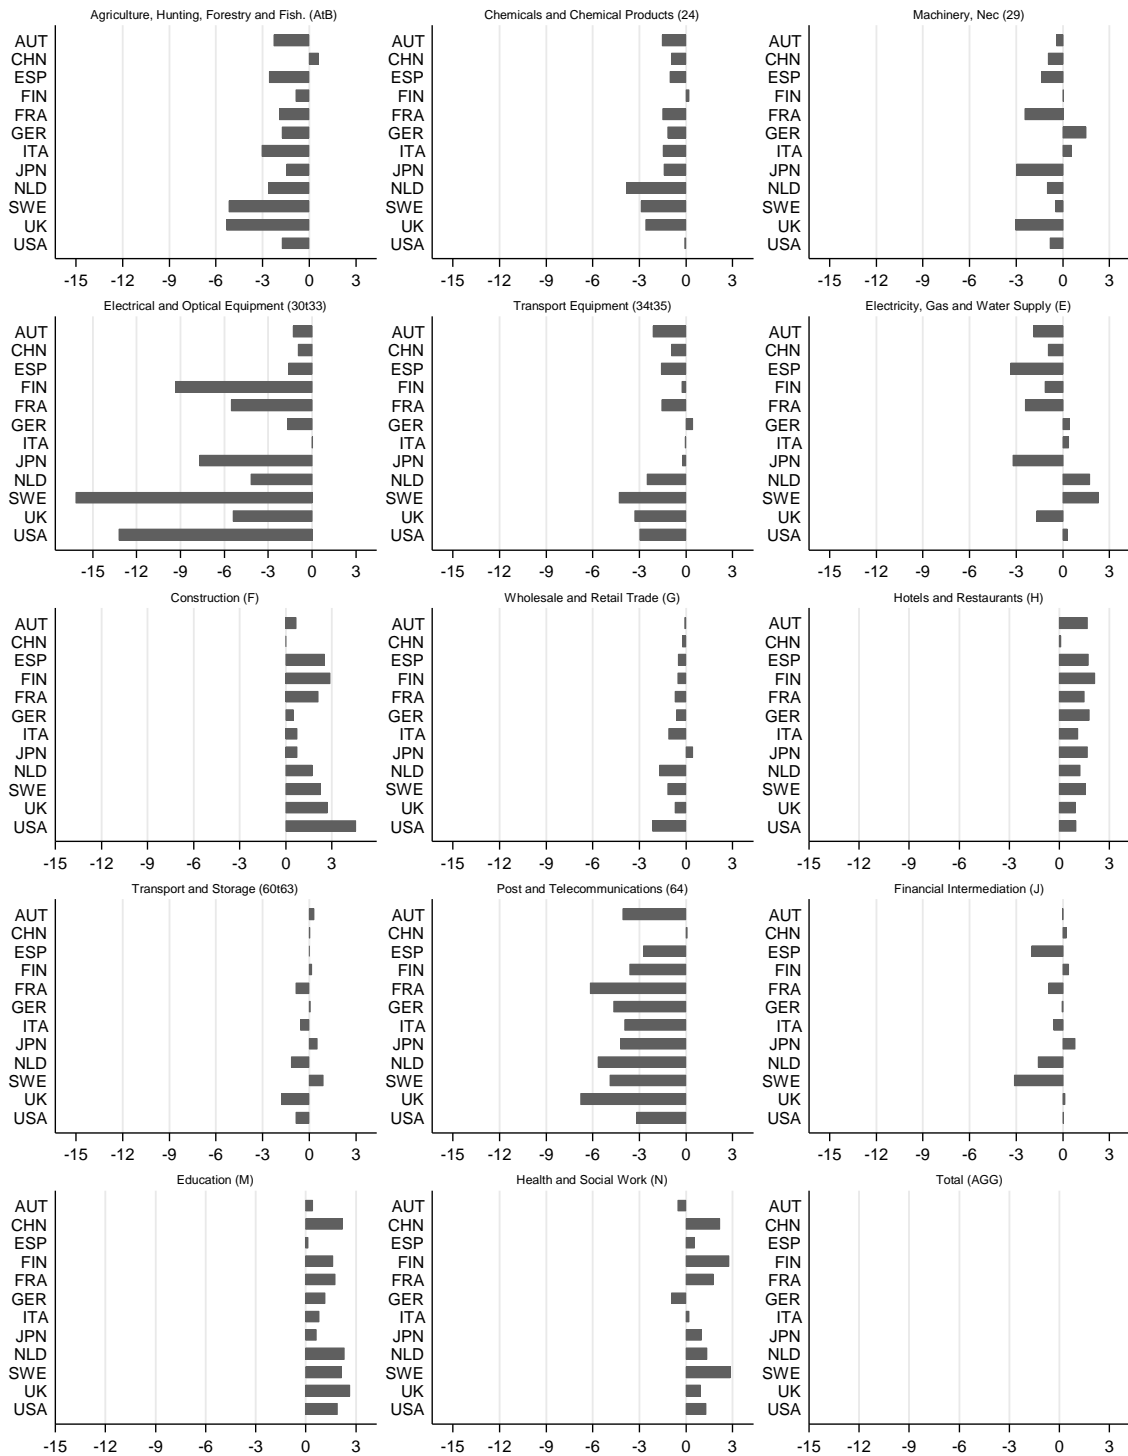 Agriculture, Hunting, Forestry and Fish. (AtB)
AUT
CHN
ESP
FIN
FRA
GER
ITA
JPN
NLD
SWE
UK
USA
-15 -12 -9 -6 -3 0 3
Chemicals and Chemical Products (24)
AUT
CHN
ESP
FIN
FRA
GER
ITA
JPN
NLD
SWE
UK
USA
-15 -12 -9 -6 -3 0 3
Machinery, Nec (29)
AUT
CHN
ESP
FIN
FRA
GER
ITA
JPN
NLD
SWE
UK
USA
-15 -12 -9 -6 -3 0 3
Electrical and Optical Equipment (30t33)
AUT
CHN
ESP
FIN
FRA
GER
ITA
JPN
NLD
SWE
UK
USA
-15 -12 -9 -6 -3 0 3
Transport Equipment (34t35)
AUT
CHN
ESP
FIN
FRA
GER
ITA
JPN
NLD
SWE
UK
USA
-15 -12 -9 -6 -3 0 3
Electricity, Gas and Water Supply (E)
AUT
CHN
ESP
FIN
FRA
GER
ITA
JPN
NLD
SWE
UK
USA
-15 -12 -9 -6 -3 0 3
Construction (F)
AUT
CHN
ESP
FIN
FRA
GER
ITA
JPN
NLD
SWE
UK
USA
-15 -12 -9 -6 -3 0 3
Wholesale and Retail Trade (G)
AUT
CHN
ESP
FIN
FRA
GER
ITA
JPN
NLD
SWE
UK
USA
-15 -12 -9 -6 -3 0 3
Hotels and Restaurants (H)
AUT
CHN
ESP
FIN
FRA
GER
ITA
JPN
NLD
SWE
UK
USA
-15 -12 -9 -6 -3 0 3
Transport and Storage (60t63)
AUT
CHN
ESP
FIN
FRA
GER
ITA
JPN
NLD
SWE
UK
USA
-15 -12 -9 -6 -3 0 3
Post and Telecommunications (64)
AUT
CHN
ESP
FIN
FRA
GER
ITA
JPN
NLD
SWE
UK
USA
-15 -12 -9 -6 -3 0 3
Financial Intermediation (J)
AUT
CHN
ESP
FIN
FRA
GER
ITA
JPN
NLD
SWE
UK
USA
-15 -12 -9 -6 -3 0 3
Education (M)
AUT
CHN
ESP
FIN
FRA
GER
ITA
JPN
NLD
SWE
UK
USA
-15 -12 -9 -6 -3 0 3
Health and Social Work (N)
AUT
CHN
ESP
FIN
FRA
GER
ITA
JPN
NLD
SWE
UK
USA
-15 -12 -9 -6 -3 0 3
Total (AGG)
AUT
CHN
ESP
FIN
FRA
GER
ITA
JPN
NLD
SWE
UK
USA
-15 -12 -9 -6 -3 0 3